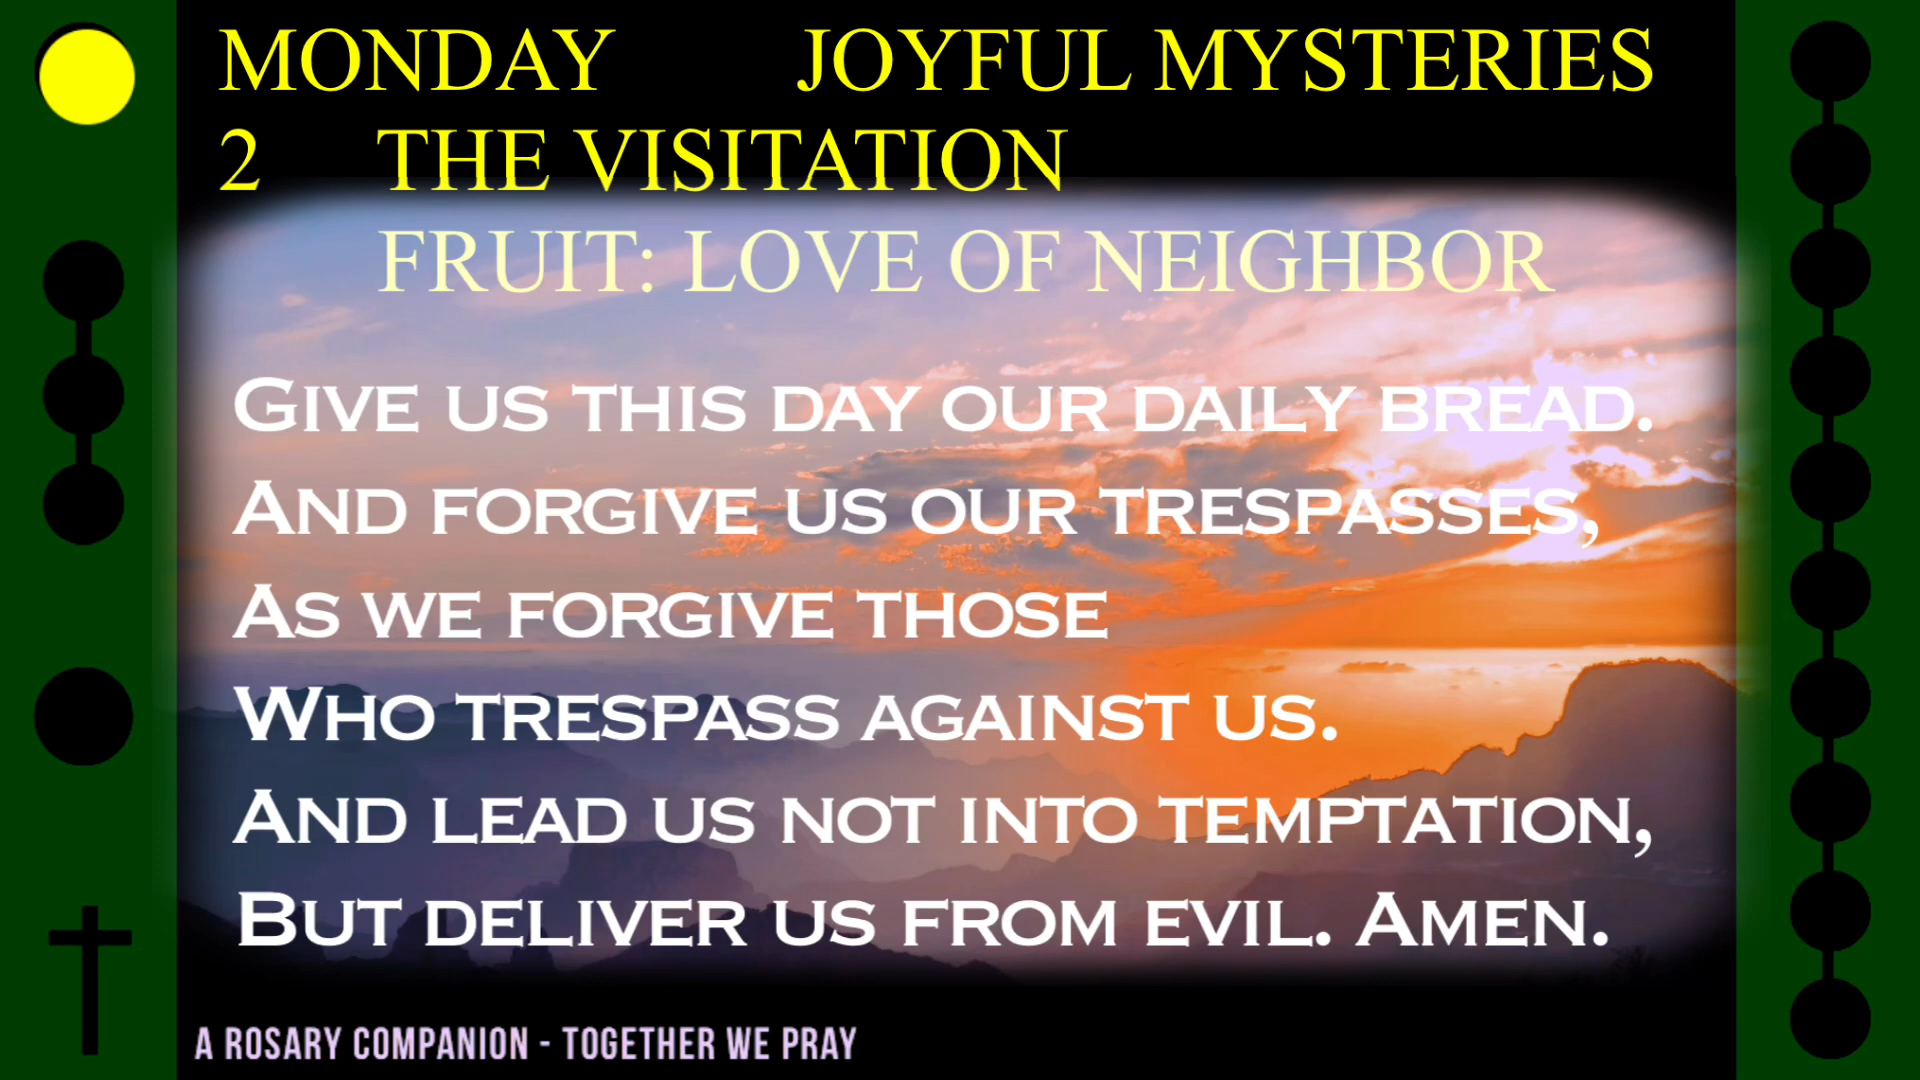 MONDAY JOYFUL MYSTERIES
2 THE VISITATION
FRUIT: LOVE OF NEIGHBOR
GIVE US THIS DAY OUR DAILY BREAD.
AND FORGIVE US OUR TRESPASSES,
AS WE FORGIVE THOSE
WHO TRESPASS AGAINST US.
AND LEAD US NOT INTO TEMPTATION,
BUT DELIVER US FROM EVIL. AMEN.
A ROSARY COMPANION - TOGETHER WE PRAY